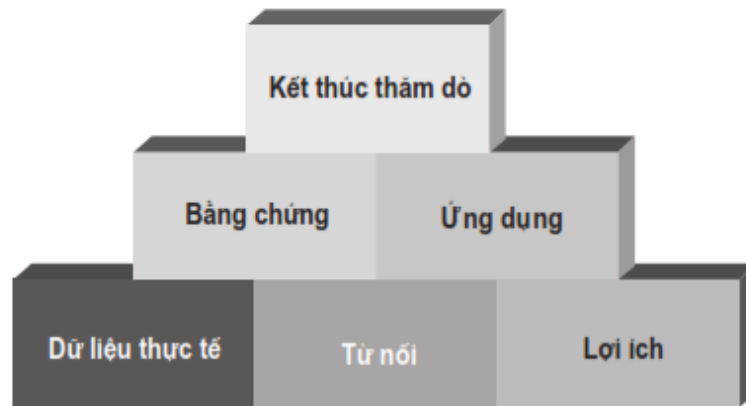 Kết thúc thăm dò
Bằng chứng
Ứng dụng
Dữ liệu thực tế
Từ nối
Lợi ích